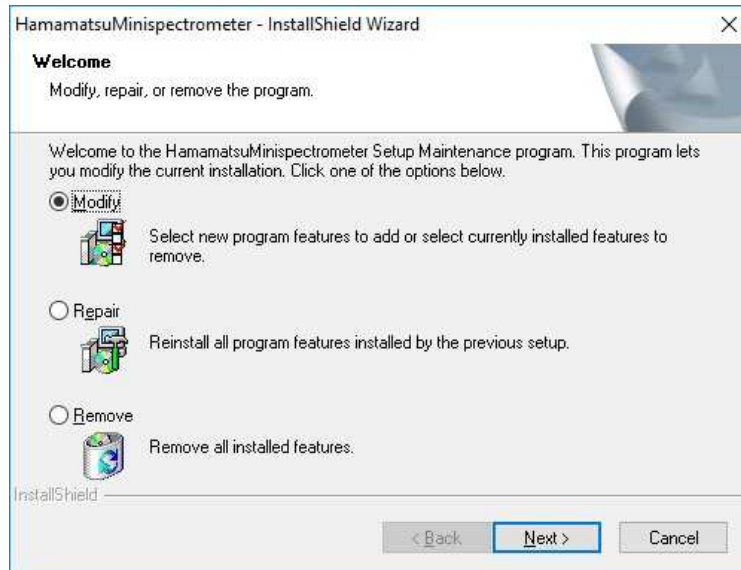 HamamatsuMinispectrometer - InstallShield Wizard
Welcome
Modify, repair, or remove the program.
Welcome to the HamamatsuMinispectrometer Setup Maintenance program. This program lets
you modify the current installation. Click one of the options below.
Modify
Select new program features to add or select currently installed features to
remove.
Repair
Reinstall all program features installed by the previous setup.
Remove
Remove all installed features.
InstallShield
< Back
Next >
Cancel